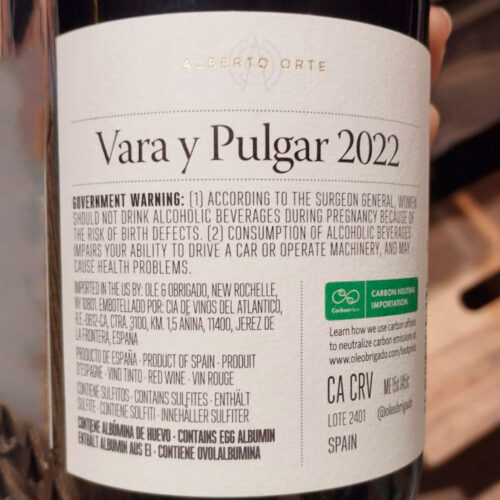 ALBERTO ORTE
Vara y Pulgar 2022
GOVERNMENT WARNING: (1) ACCORDING TO THE SURGEON GENERAL, WOMEN
SHOULD NOT DRINK ALCOHOLIC BEVERAGES DURING PREGNANCY BECAUSE OF
THE RISK OF BIRTH DEFECTS. (2) CONSUMPTION OF ALCOHOLIC BEVERAGES
IMPAIRS YOUR ABILITY TO DRIVE A CAR OR OPERATE MACHINERY, AND MAY
CAUSE HEALTH PROBLEMS.
IMPORTED IN THE US BY: OLE & OBRIGADO, NEW ROCHELLE,
NY 10801. EMBOTELLADO POR: CIA DE VINOS DEL ATLANTICO,
R.E.-0812-CA, CTRA. 3100, KM. 1,5 AÑINA, 11400, JEREZ DE
LA FRONTERA, ESPAÑA
PRODUCTO DE ESPAÑA · PRODUCT OF SPAIN · PRODUIT
D'ESPAGNE · VINO TINTO · RED WINE · VIN ROUGE
CONTIENE SULFITOS · CONTAINS SULFITES · ENTHÄLT
SULFITE · CONTIENE SOLFITI · INNEHÅLLER SULFITER
CONTIENE ALBÚMINA DE HUEVO · CONTAINS EGG ALBUMIN
ENTHÄLT ALBUMIN AUS EI · CONTIENE OVOLALBUMINA
CARBON NEUTRAL
IMPORTATION
Learn how we use carbon offsets
to neutralize carbon emissions at
CA CRV ME 15¢
LOTE 2401 @oleobrigado
SPAIN